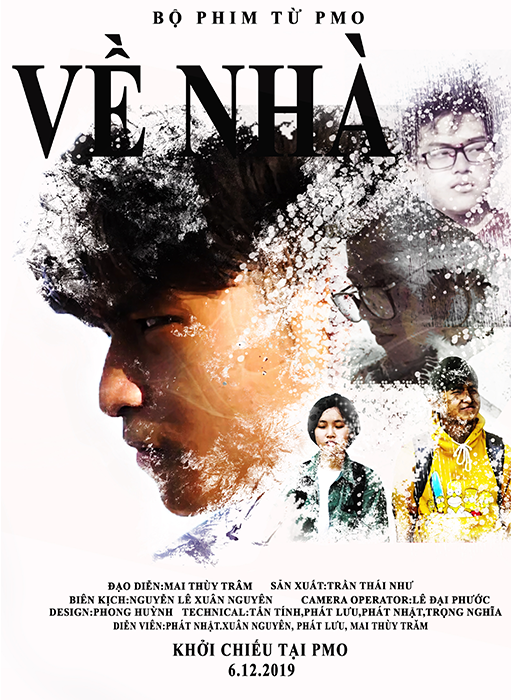 BỘ PHIM TỪ PMO
VỀ NHÀ
ĐẠO DIỄN:MAI THÙY TRÂM SẢN XUẤT:TRẦN THÁI NHƯ
BIÊN KỊCH:NGUYỄN LÊ XUÂN NGUYÊN CAMERA OPERATOR:LÊ ĐẠI PHƯỚC
DESIGN:PHONG HUỲNH TECHNICAL:TẤN TÍNH,PHÁT LƯU,PHÁT NHẬT,TRỌNG NGHĨA
DIỄN VIÊN:PHÁT NHẬT.XUÂN NGUYÊN, PHÁT LƯU, MAI THÙY TRĂM
KHỞI CHIẾU TẠI PMO
6.12.2019